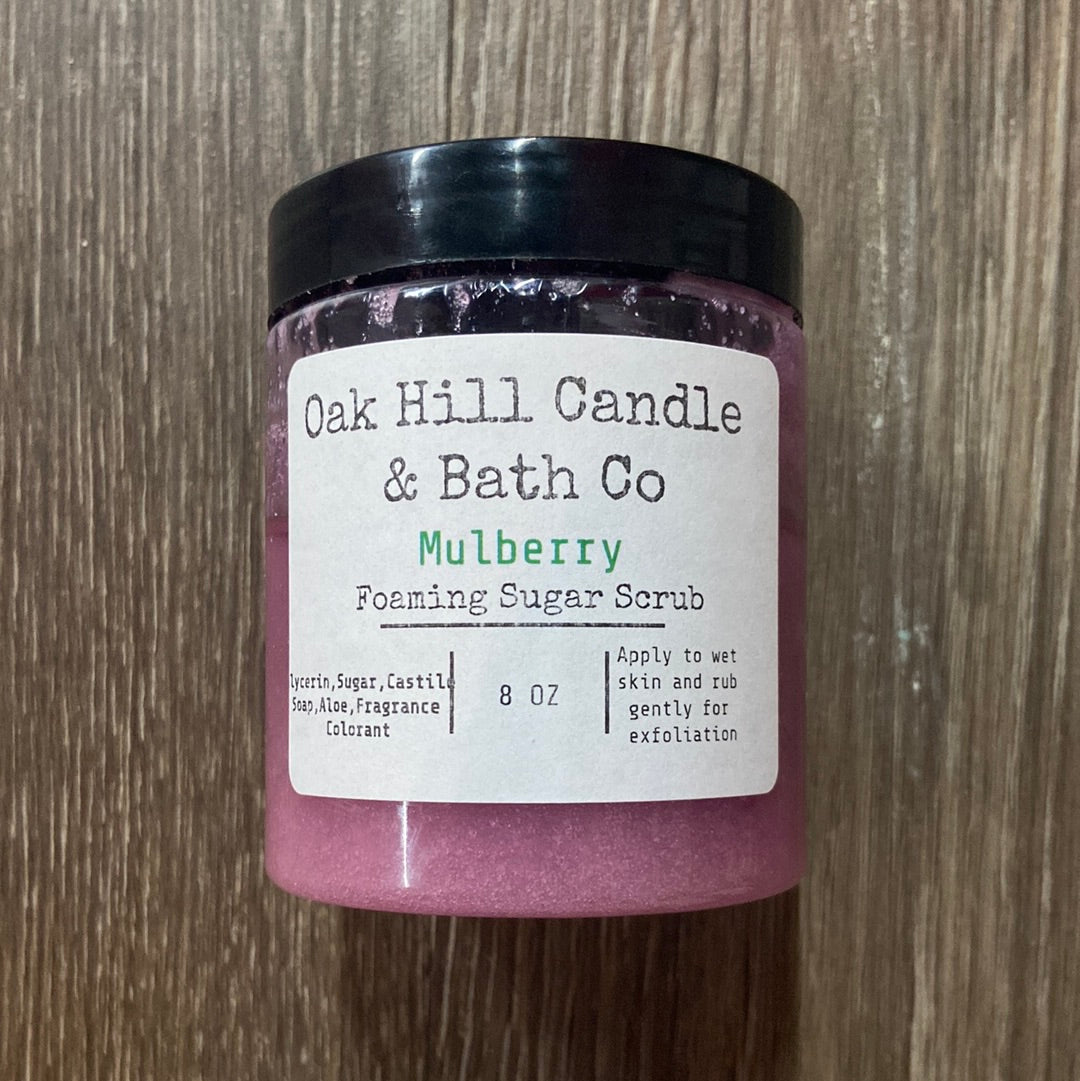 Oak Hill Candle
& Bath Co
Mulberry
Foaming Sugar Scrub
lycerin,Sugar,Castile
Soap,Aloe,Fragrance
Colorant
8 OZ
Apply to wet
skin and rub
gently for
exfoliation